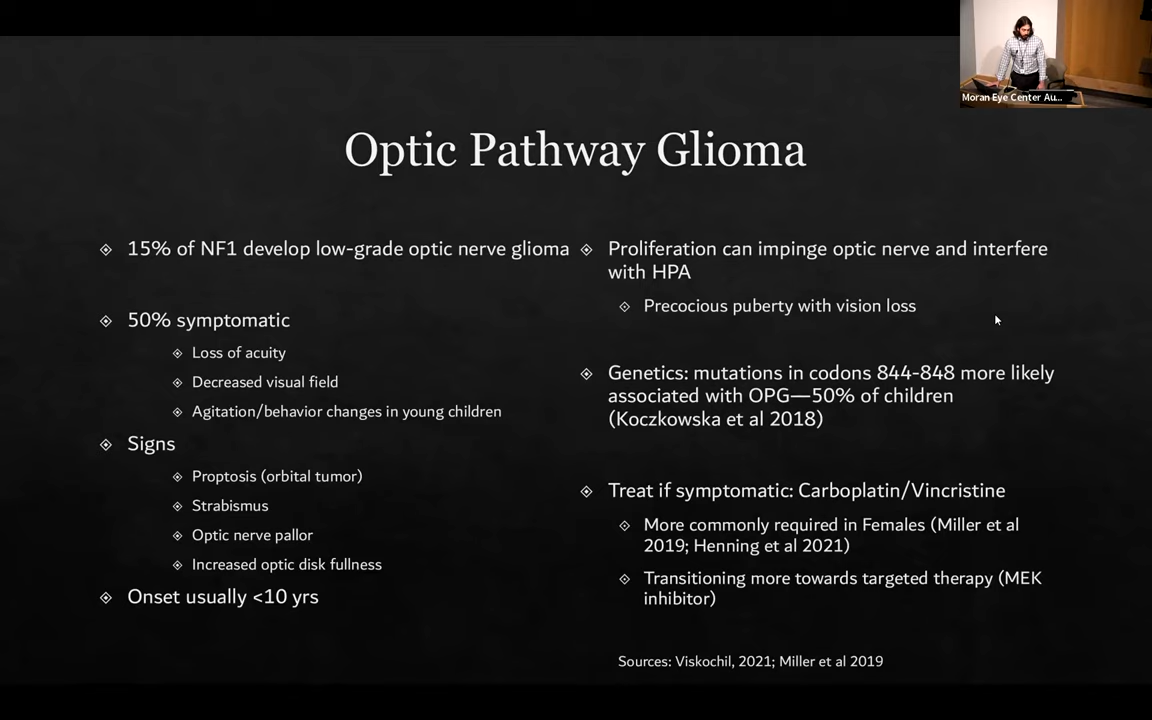 Moran Eye Center Au...
Optic Pathway Glioma
15% of NF1 develop low-grade optic nerve glioma
50% symptomatic
Loss of acuity
Decreased visual field
Agitation/behavior changes in young children
Signs
Proptosis (orbital tumor)
Strabismus
Optic nerve pallor
Increased optic disk fullness
Onset usually <10 yrs
Proliferation can impinge optic nerve and interfere
with HPA
Precocious puberty with vision loss
Genetics: mutations in codons 844-848 more likely
associated with OPG—50% of children
(Koczkowska et al 2018)
Treat if symptomatic: Carboplatin/Vincristine
More commonly required in Females (Miller et al
2019; Henning et al 2021)
Transitioning more towards targeted therapy (MEK
inhibitor)
Sources: Viskochil, 2021; Miller et al 2019